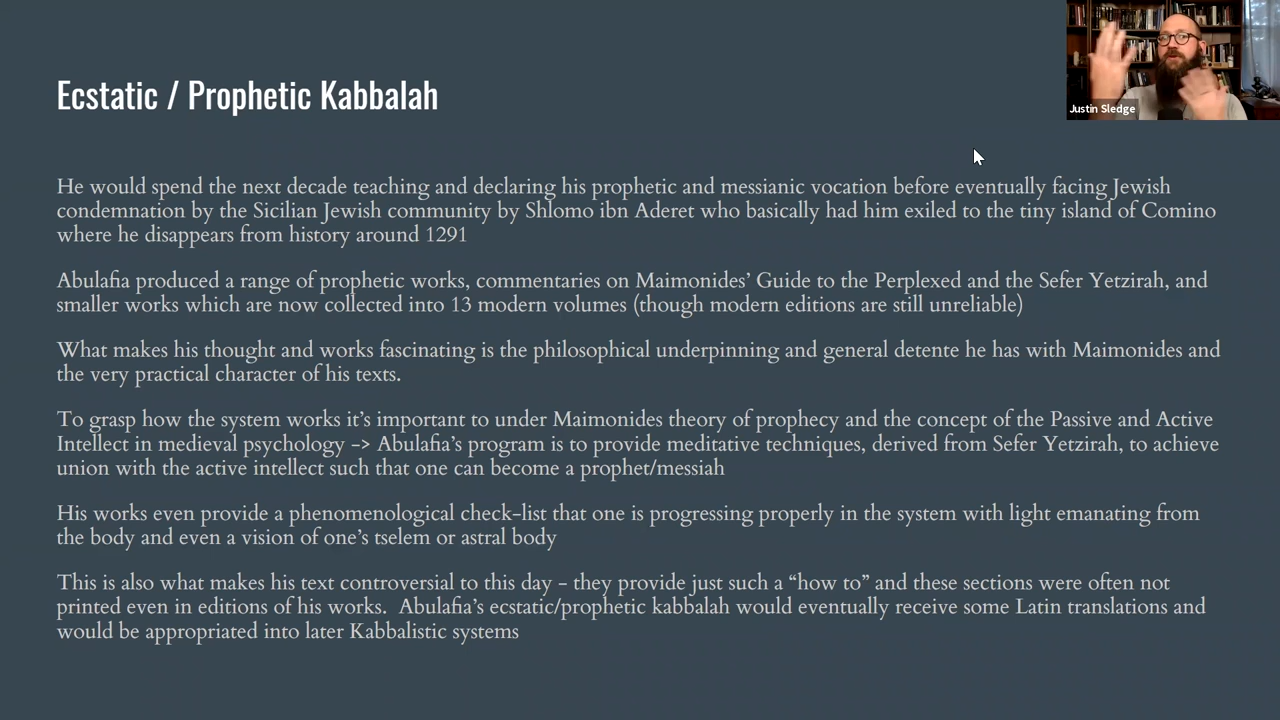 Justin Sledge
Ecstatic / Prophetic Kabbalah
He would spend the next decade teaching and declaring his prophetic and messianic vocation before eventually facing Jewish
condemnation by the Sicilian Jewish community by Shlomo ibn Aderet who basically had him exiled to the tiny island of Comino
where he disappears from history around 1291
Abulafia produced a range of prophetic works, commentaries on Maimonides’ Guide to the Perplexed and the Sefer Yetzirah, and
smaller works which are now collected into 13 modern volumes (though modern editions are still unreliable)
What makes his thought and works fascinating is the philosophical underpinning and general detente he has with Maimonides and
the very practical character of his texts.
To grasp how the system works it’s important to under Maimonides theory of prophecy and the concept of the Passive and Active
Intellect in medieval psychology –> Abulafia’s program is to provide meditative techniques, derived from Sefer Yetzirah, to achieve
union with the active intellect such that one can become a prophet/messiah
His works even provide a phenomenological check-list that one is progressing properly in the system with light emanating from
the body and even a vision of one’s tselem or astral body
This is also what makes his text controversial to this day – they provide just such a “how to” and these sections were often not
printed even in editions of his works.  Abulafia’s ecstatic/prophetic kabbalah would eventually receive some Latin translations and
would be appropriated into later Kabbalistic systems